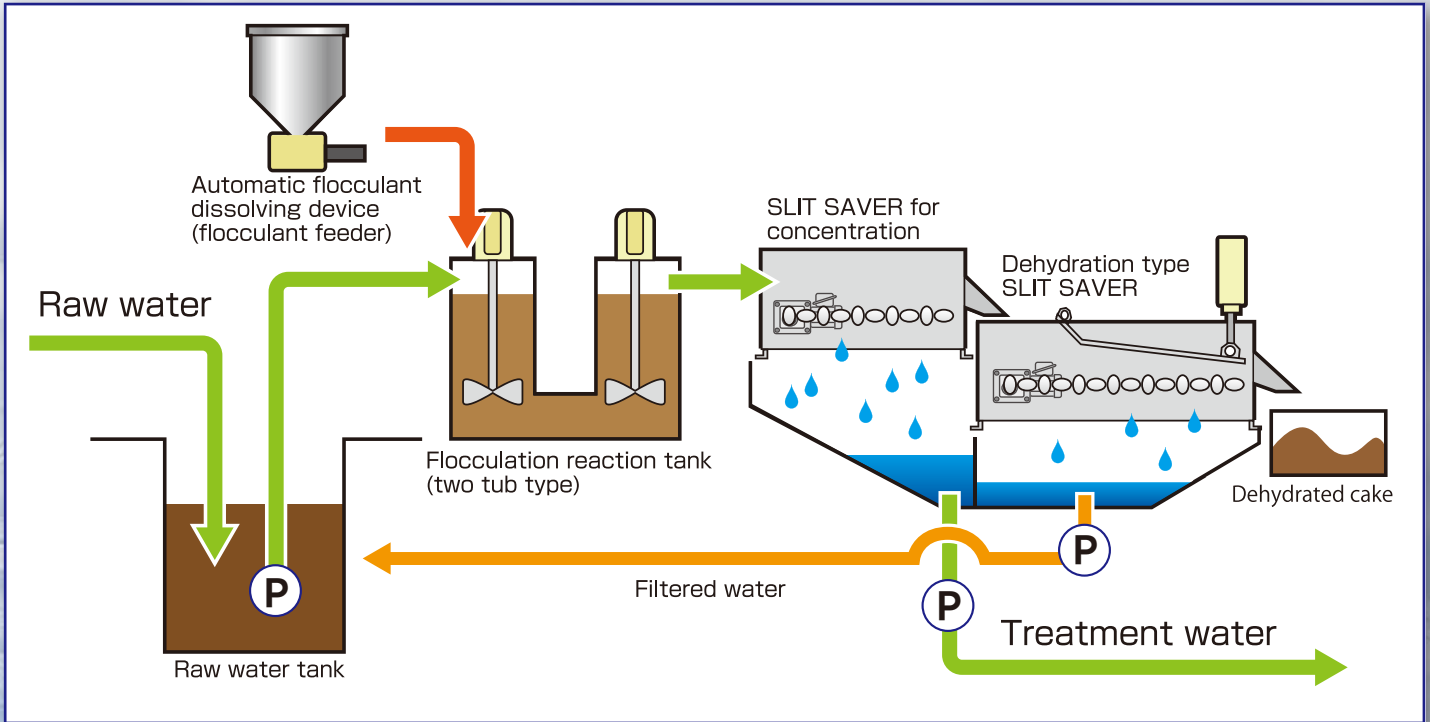 Automatic flocculant
dissolving device
(flocculant feeder)
SLIT SAVER for
concentration
Dehydration type
SLIT SAVER
Raw water
Flocculation reaction tank
(two tub type)
Dehydrated cake
P
P
P
Filtered water
Treatment water
Raw water tank